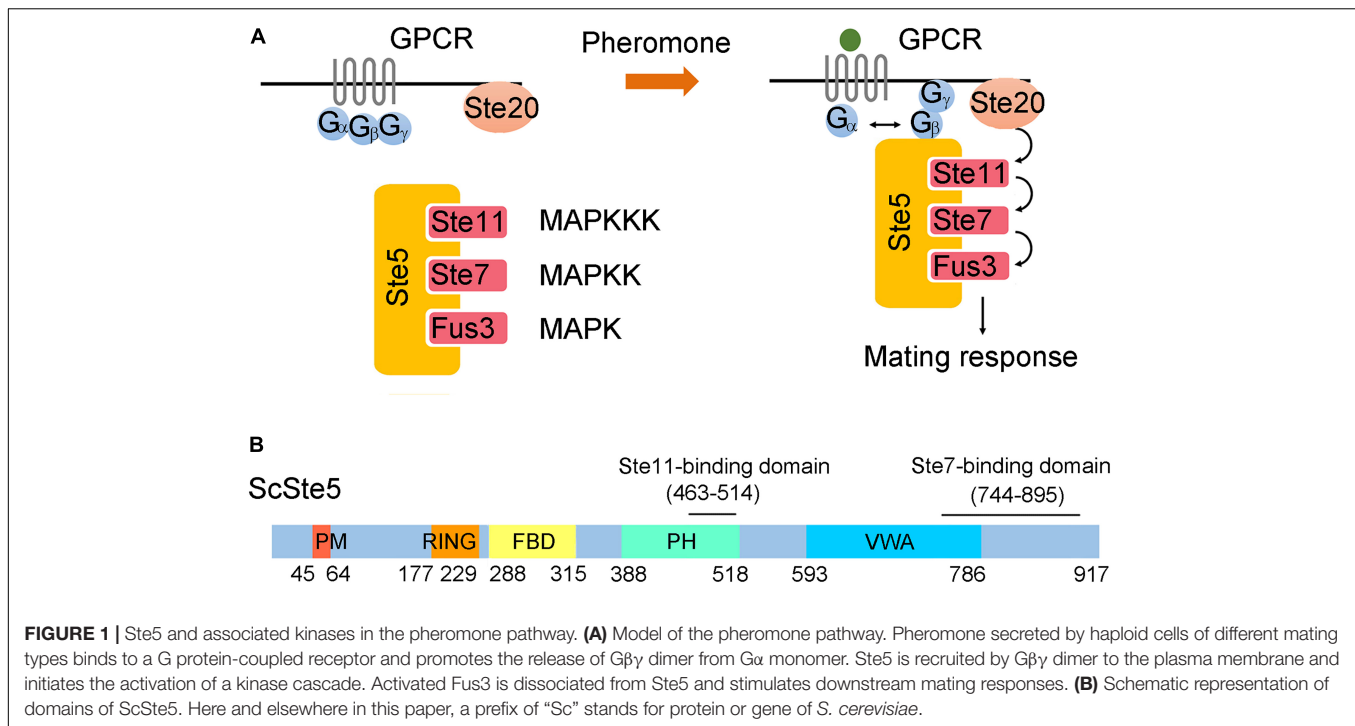 A
GPCR
Pheromone
GPCR
Ste20
Gα Gβ Gγ
Gα
Gγ
Gβ
Ste20
Ste5
Ste11 MAPKKK
Ste7 MAPKK
Fus3 MAPK
Ste5
Ste11
Ste7
Fus3
Mating response
B
ScSte5
Ste11-binding domain
(463-514)
Ste7-binding domain
(744-895)
PM RING FBD PH VWA
45 64 177 229 288 315 388 518 593 786 917
FIGURE 1 | Ste5 and associated kinases in the pheromone pathway. (A) Model of the pheromone pathway. Pheromone secreted by haploid cells of different mating
types binds to a G protein-coupled receptor and promotes the release of Gβγ dimer from Gα monomer. Ste5 is recruited by Gβγ dimer to the plasma membrane and
initiates the activation of a kinase cascade. Activated Fus3 is dissociated from Ste5 and stimulates downstream mating responses. (B) Schematic representation of
domains of ScSte5. Here and elsewhere in this paper, a prefix of “Sc” stands for protein or gene of S. cerevisiae.